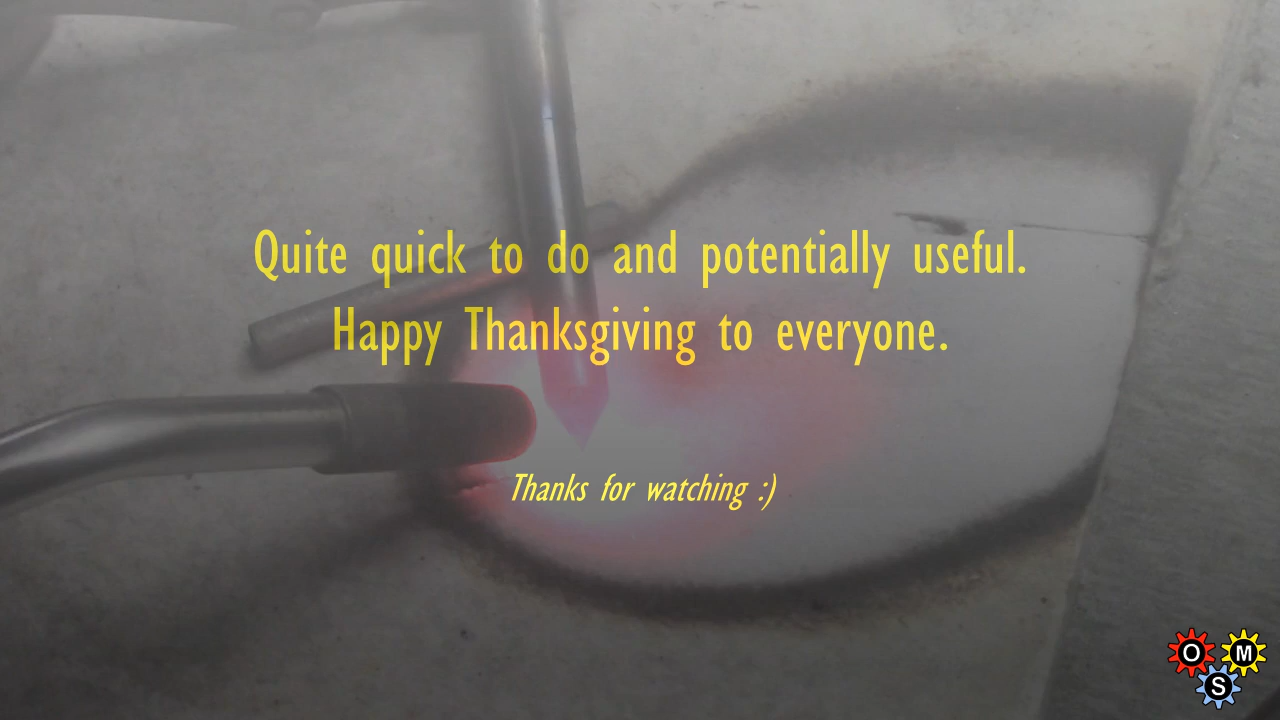 Quite quick to do and potentially useful.
Happy Thanksgiving to everyone.
Thanks for watching :)
O M
S